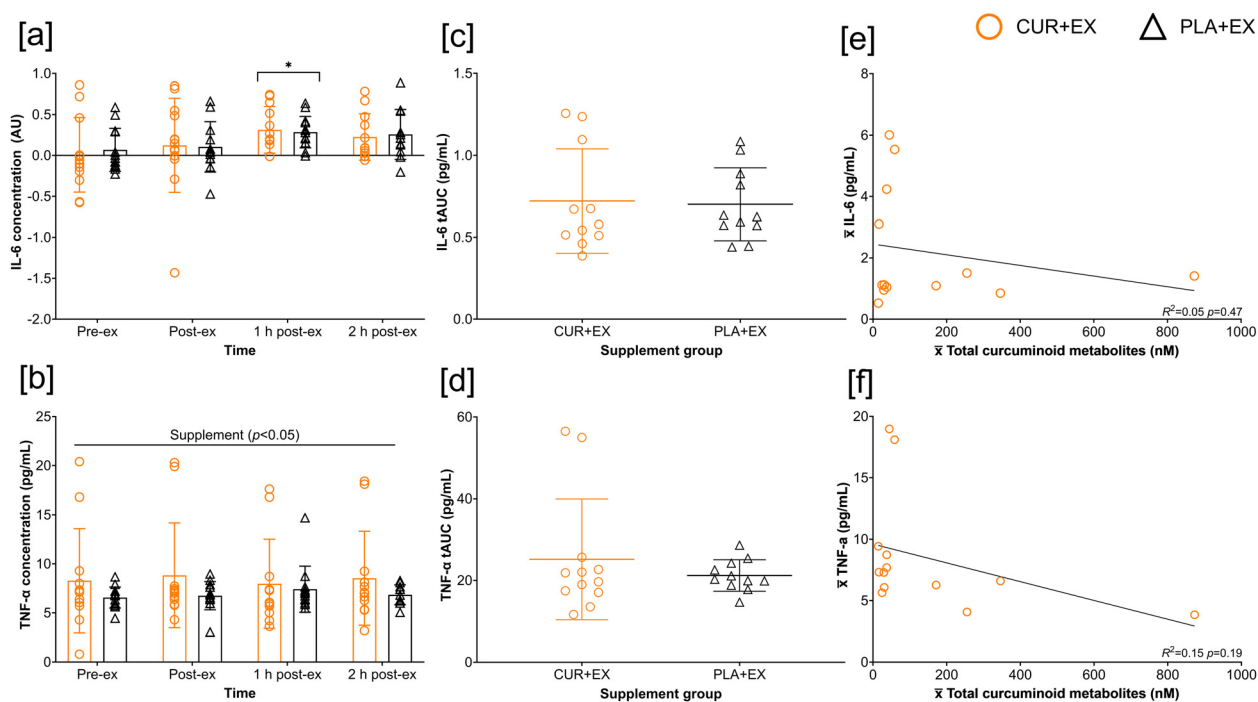 CUR+EX PLA+EX
[a]
IL-6 concentration (AU)
1.0
0.5
0.0
-0.5
-1.0
-1.5
-2.0
*
Pre-ex Post-ex 1 h post-ex 2 h post-ex
Time
[c]
IL-6 tAUC (pg/mL)
1.5
1.0
0.5
0.0
CUR+EX PLA+EX
Supplement group
[e]
x̅ IL-6 (pg/mL)
8
6
4
2
0
R²=0.05 p=0.47
0 200 400 600 800 1000
x̅ Total curcuminoid metabolites (nM)
[b]
TNF-α concentration (pg/mL)
25
20
15
10
5
0
Supplement (p<0.05)
Pre-ex Post-ex 1 h post-ex 2 h post-ex
Time
[d]
TNF-α tAUC (pg/mL)
60
40
20
0
CUR+EX PLA+EX
Supplement group
[f]
x̅ TNF-a (pg/mL)
20
15
10
5
0
R²=0.15 p=0.19
0 200 400 600 800 1000
x̅ Total curcuminoid metabolites (nM)